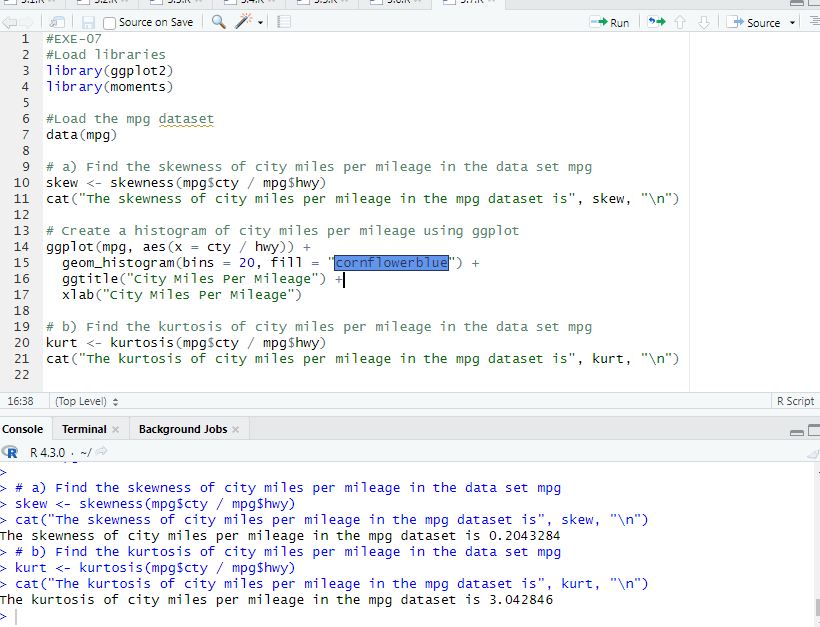 Source on Save
Run
Source
1 #EXE-07
2 #Load libraries
3 library(ggplot2)
4 library(moments)
5
6 #Load the mpg dataset
7 data(mpg)
8
9 # a) Find the skewness of city miles per mileage in the data set mpg
10 skew <- skewness(mpg$cty / mpg$hwy)
11 cat("The skewness of city miles per mileage in the mpg dataset is", skew, "\n")
12
13 # Create a histogram of city miles per mileage using ggplot
14 ggplot(mpg, aes(x = cty / hwy)) +
15 geom_histogram(bins = 20, fill = "cornflowerblue") +
16 ggtitle("City Miles Per Mileage") +
17 xlab("City Miles Per Mileage")
18
19 # b) Find the kurtosis of city miles per mileage in the data set mpg
20 kurt <- kurtosis(mpg$cty / mpg$hwy)
21 cat("The kurtosis of city miles per mileage in the mpg dataset is", kurt, "\n")
22
16:38 (Top Level) R Script
Console Terminal Background Jobs
R R 4.3.0 · ~/
>
> # a) Find the skewness of city miles per mileage in the data set mpg
> skew <- skewness(mpg$cty / mpg$hwy)
> cat("The skewness of city miles per mileage in the mpg dataset is", skew, "\n")
The skewness of city miles per mileage in the mpg dataset is 0.2043284
> # b) Find the kurtosis of city miles per mileage in the data set mpg
> kurt <- kurtosis(mpg$cty / mpg$hwy)
> cat("The kurtosis of city miles per mileage in the mpg dataset is", kurt, "\n")
The kurtosis of city miles per mileage in the mpg dataset is 3.042846
>